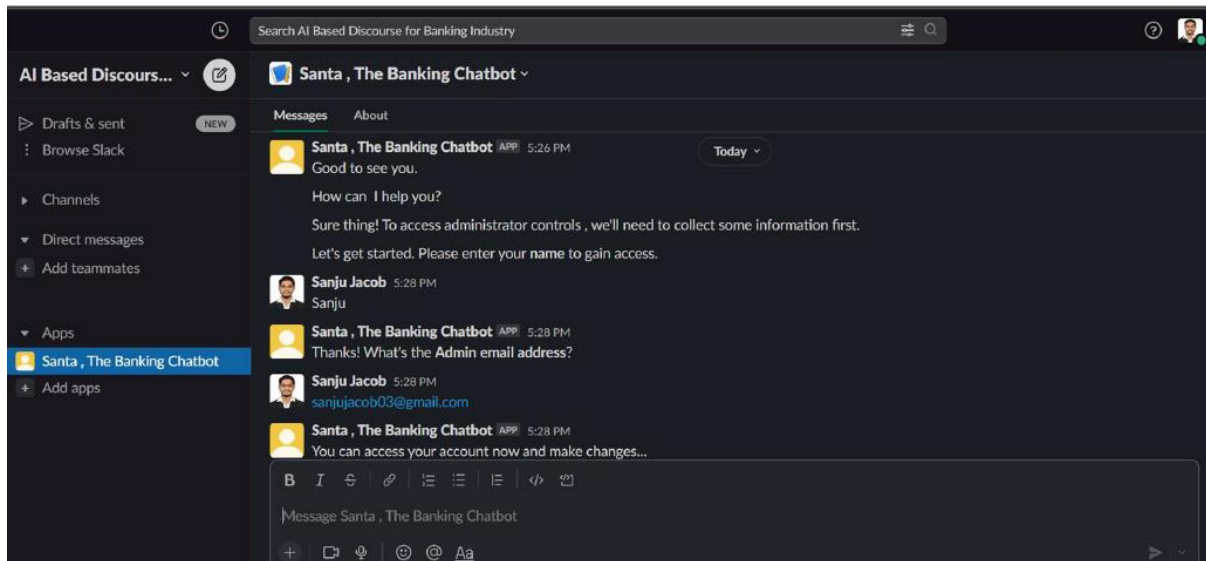 Search AI Based Discourse for Banking Industry
AI Based Discours...
Drafts & sent
NEW
Browse Slack
Channels
Direct messages
Add teammates
Apps
Santa , The Banking Chatbot
Add apps
Santa , The Banking Chatbot
Messages
About
Today
Santa , The Banking Chatbot APP 5:26 PM
Good to see you.
How can I help you?
Sure thing! To access administrator controls , we'll need to collect some information first.
Let's get started. Please enter your name to gain access.
Sanju Jacob 5:28 PM
Sanju
Santa , The Banking Chatbot APP 5:28 PM
Thanks! What's the Admin email address?
Sanju Jacob 5:28 PM
sanjujacob03@gmail.com
Santa , The Banking Chatbot APP 5:28 PM
You can access your account now and make changes...
B I S
Message Santa , The Banking Chatbot
@ Aa